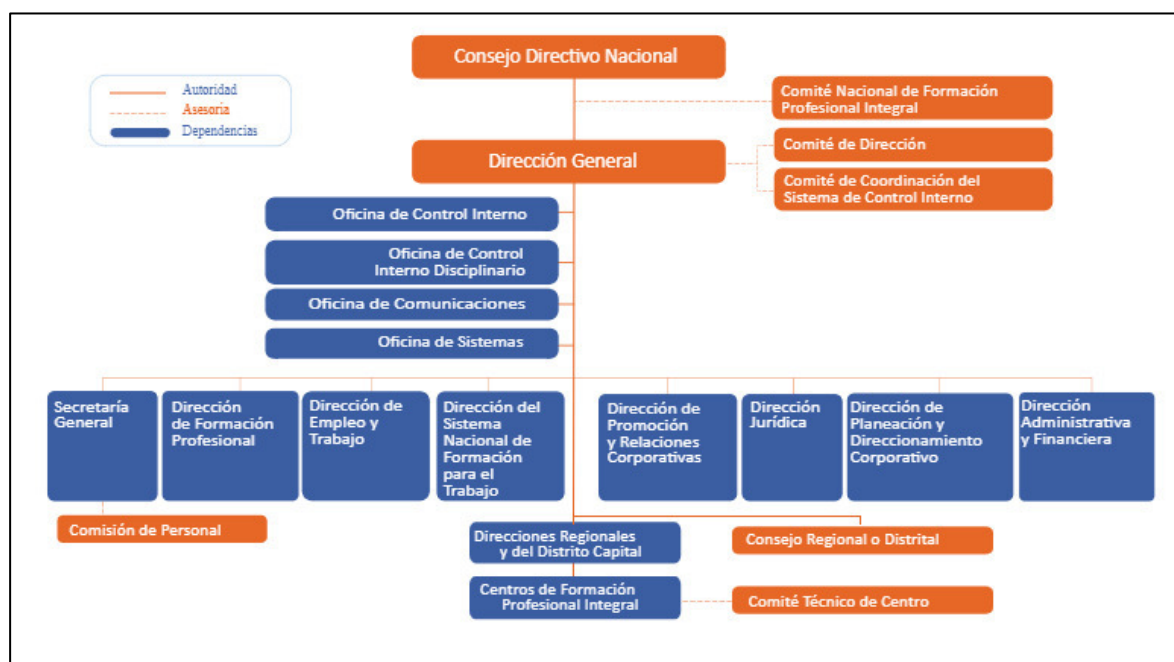 Consejo Directivo Nacional
Autoridad
Asesoría
Dependencias
Comité Nacional de Formación
Profesional Integral
Dirección General
Comité de Dirección
Comité de Coordinación del
Sistema de Control Interno
Oficina de Control Interno
Oficina de Control
Interno Disciplinario
Oficina de Comunicaciones
Oficina de Sistemas
Secretaría
General
Dirección
de Formación
Profesional
Dirección de
Empleo y
Trabajo
Dirección del
Sistema
Nacional de
Formación
para el
Trabajo
Dirección de
Promoción
y Relaciones
Corporativas
Dirección
Jurídica
Dirección de
Planeación y
Direccionamiento
Corporativo
Dirección
Administrativa
y Financiera
Comisión de Personal
Direcciones Regionales
y del Distrito Capital
Consejo Regional o Distrital
Centros de Formación
Profesional Integral
Comité Técnico de Centro